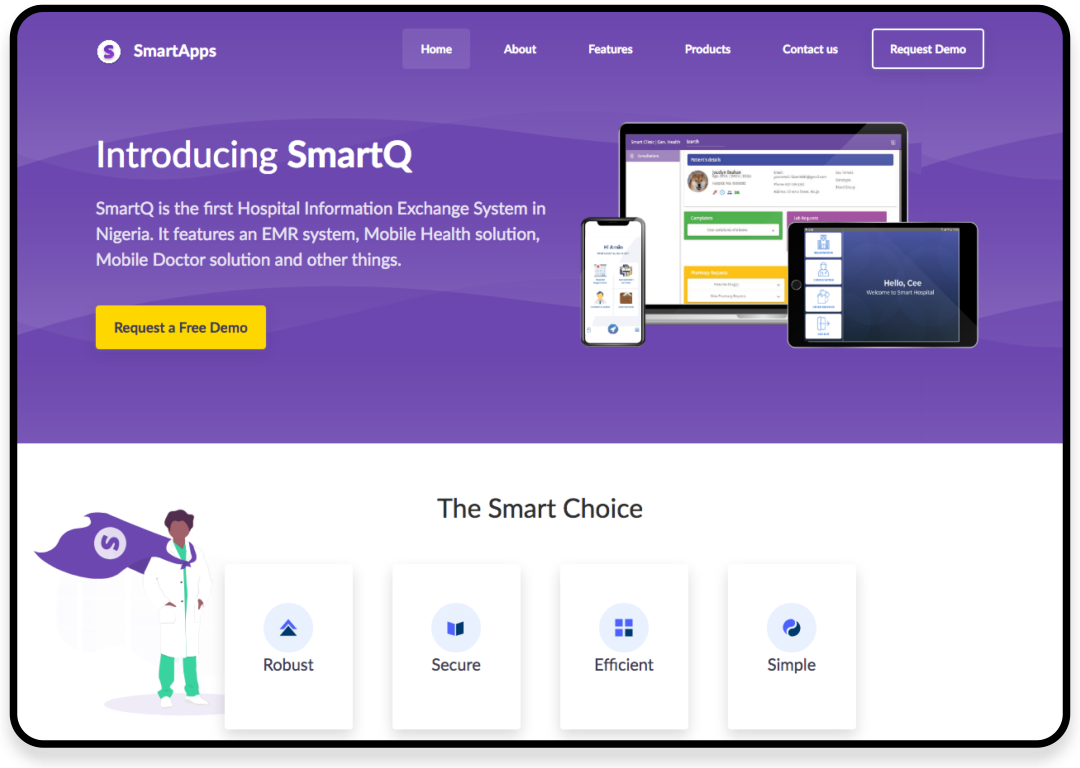 S SmartApps
Home
About
Features
Products
Contact us
Request Demo
Introducing SmartQ
SmartQ is the first Hospital Information Exchange System in
Nigeria. It features an EMR system, Mobile Health solution,
Mobile Doctor solution and other things.
Request a Free Demo
Search
Consultation
Patient's details
Complaints
Lab Requests
Pharmacy Requests
Hello, Cee
Welcome to Smart Hospital
The Smart Choice
S
Robust
Secure
Efficient
Simple